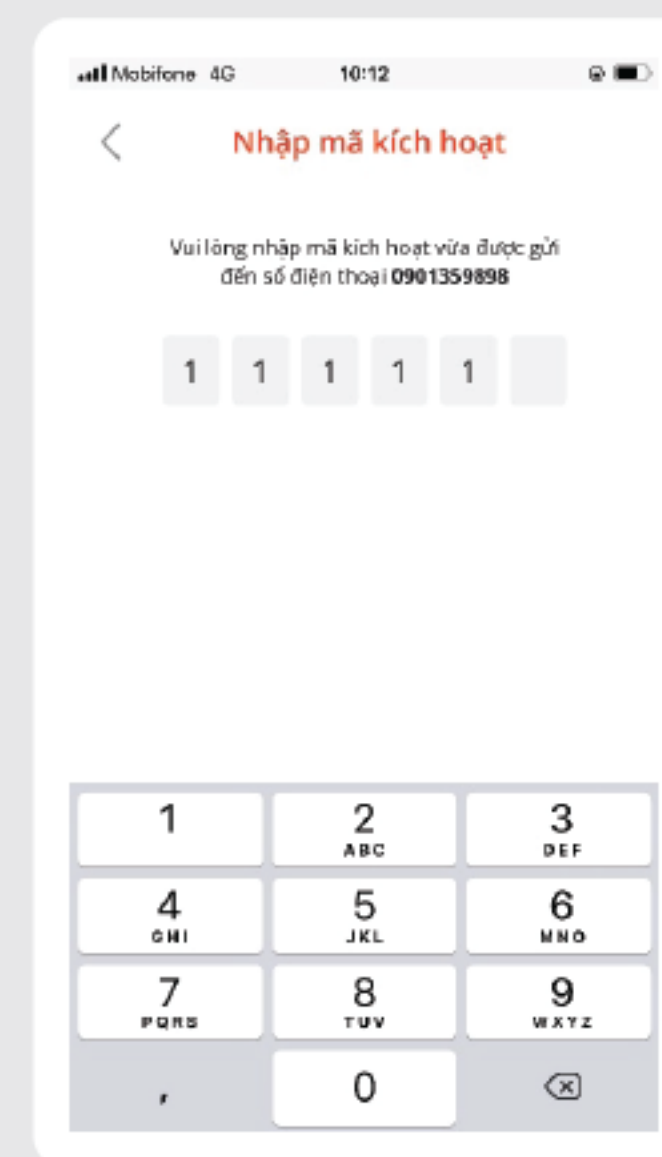 Mobifone 4G 10:12
Nhập mã kích hoạt
Vui lòng nhập mã kích hoạt vừa được gửi
đến số điện thoại 0901359898
1 1 1 1 1
1 2 3
ABC DEF
4 5 6
GHI JKL MNO
7 8 9
PQRS TUV WXYZ
, 0